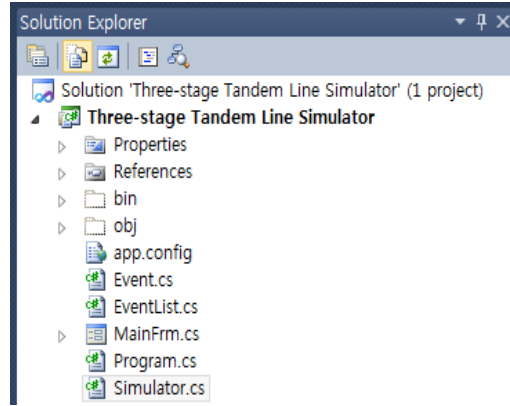 Solution Explorer
Solution 'Three-stage Tandem Line Simulator' (1 project)
Three-stage Tandem Line Simulator
Properties
References
bin
obj
app.config
Event.cs
EventList.cs
MainFrm.cs
Program.cs
Simulator.cs